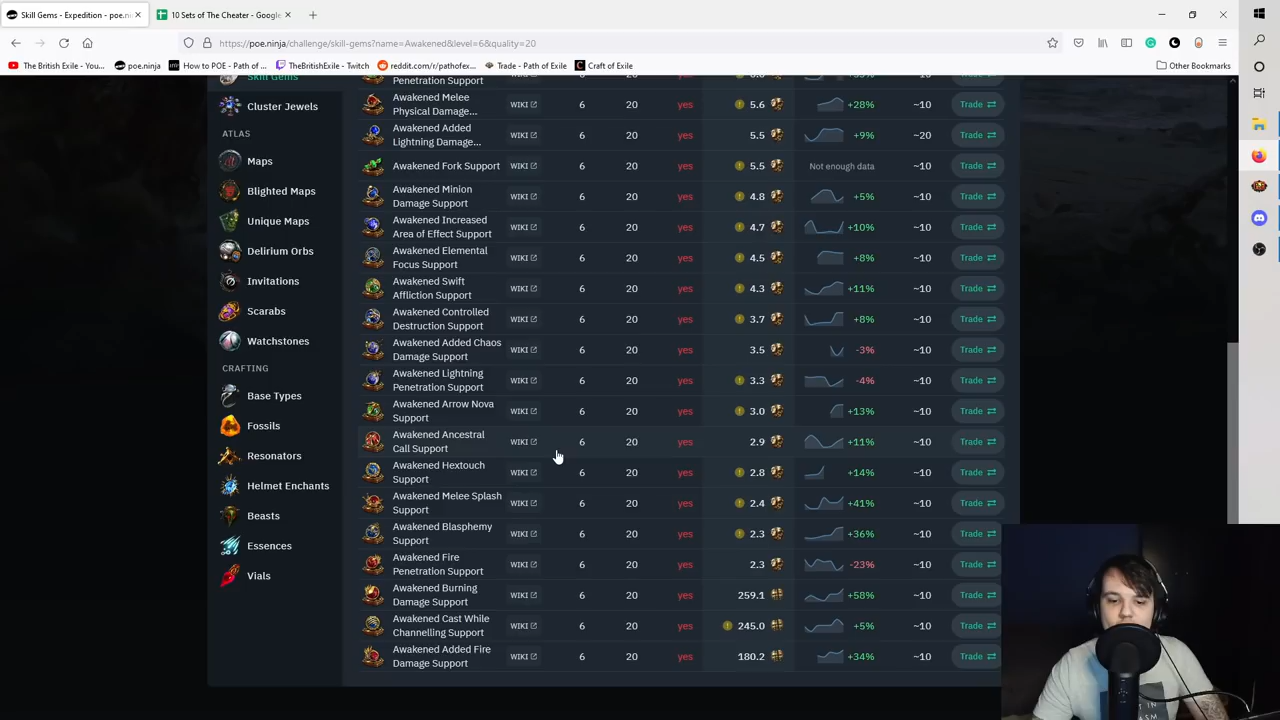 Skill Gems - Expedition - poe.ninja
10 Sets of The Cheater - Google
https://poe.ninja/challenge/skill-gems?name=Awakened&level=6&quality=20
The British Exile - You...
poe.ninja
How to POE - Path of ...
TheBritishExile - Twitch
reddit.com/r/pathofex...
Trade - Path of Exile
Craft of Exile
Other Bookmarks
Skill Gems
Cluster Jewels
ATLAS
Maps
Blighted Maps
Unique Maps
Delirium Orbs
Invitations
Scarabs
Watchstones
CRAFTING
Base Types
Fossils
Resonators
Helmet Enchants
Beasts
Essences
Vials
Penetration Support
Awakened Melee
Physical Damage... WIKI 6 20 yes 5.6 +28% ~10 Trade
Awakened Added
Lightning Damage... WIKI 6 20 yes 5.5 +9% ~20 Trade
Awakened Fork Support WIKI 6 20 yes 5.5 Not enough data ~10 Trade
Awakened Minion
Damage Support WIKI 6 20 yes 4.8 +5% ~10 Trade
Awakened Increased
Area of Effect Support WIKI 6 20 yes 4.7 +10% ~10 Trade
Awakened Elemental
Focus Support WIKI 6 20 yes 4.5 +8% ~10 Trade
Awakened Swift
Affliction Support WIKI 6 20 yes 4.3 +11% ~10 Trade
Awakened Controlled
Destruction Support WIKI 6 20 yes 3.7 +8% ~10 Trade
Awakened Added Chaos
Damage Support WIKI 6 20 yes 3.5 -3% ~10 Trade
Awakened Lightning
Penetration Support WIKI 6 20 yes 3.3 -4% ~10 Trade
Awakened Arrow Nova
Support WIKI 6 20 yes 3.0 +13% ~10 Trade
Awakened Ancestral
Call Support WIKI 6 20 yes 2.9 +11% ~10 Trade
Awakened Hextouch
Support WIKI 6 20 yes 2.8 +14% ~10 Trade
Awakened Melee Splash
Support WIKI 6 20 yes 2.4 +41% ~10 Trade
Awakened Blasphemy
Support WIKI 6 20 yes 2.3 +36% ~10 Trade
Awakened Fire
Penetration Support WIKI 6 20 yes 2.3 -23% ~10 Trade
Awakened Burning
Damage Support WIKI 6 20 yes 259.1 +58% ~10 Trade
Awakened Cast While
Channelling Support WIKI 6 20 yes 245.0 +5% ~10 Trade
Awakened Added Fire
Damage Support WIKI 6 20 yes 180.2 +34% ~10 Trade